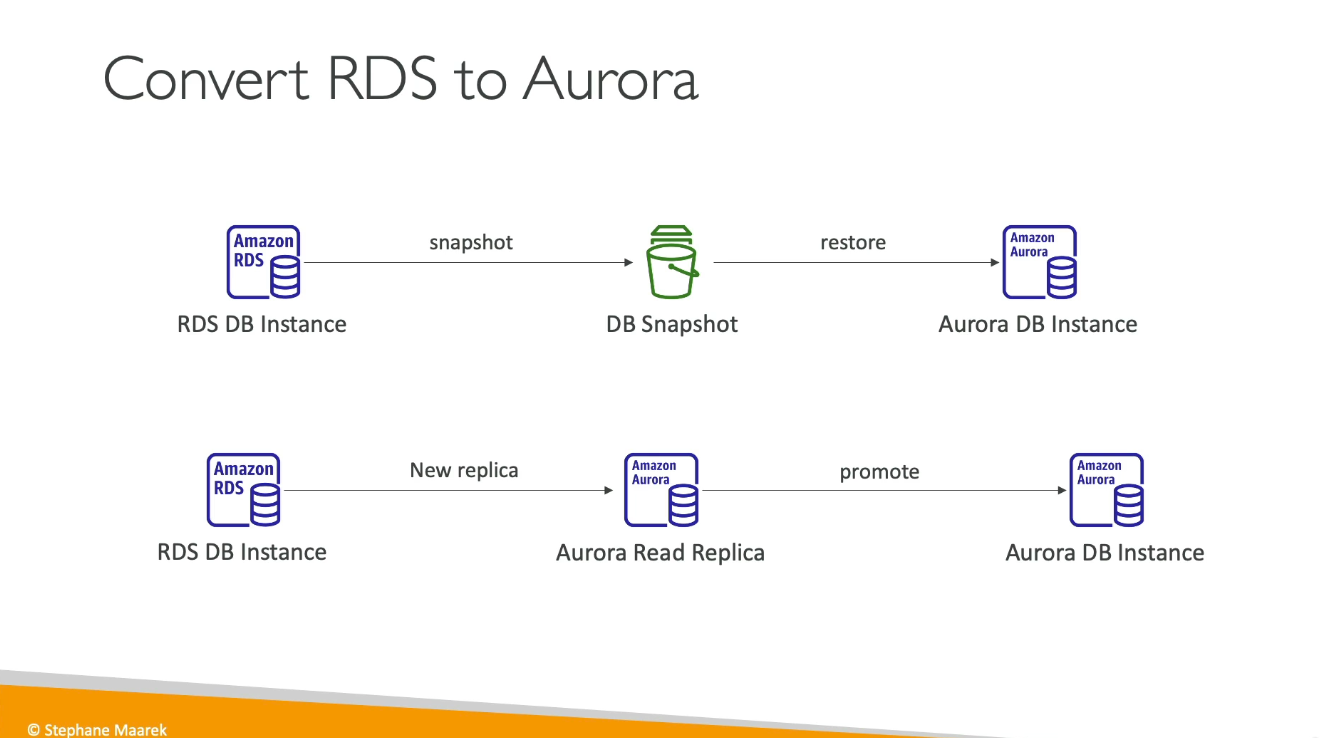 Convert RDS to Aurora
Amazon
RDS
snapshot
restore
Amazon
Aurora
RDS DB Instance
DB Snapshot
Aurora DB Instance
Amazon
RDS
New replica
Amazon
Aurora
promote
Amazon
Aurora
RDS DB Instance
Aurora Read Replica
Aurora DB Instance
© Stephane Maarek